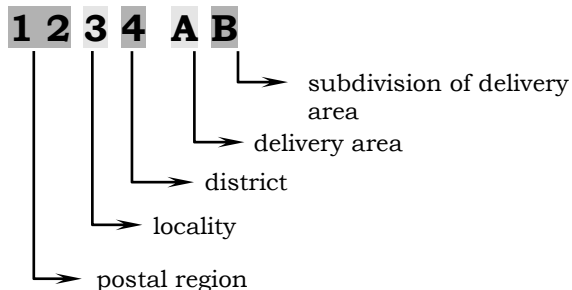 1 2 3 4 A B
subdivision of delivery
area
delivery area
district
locality
postal region